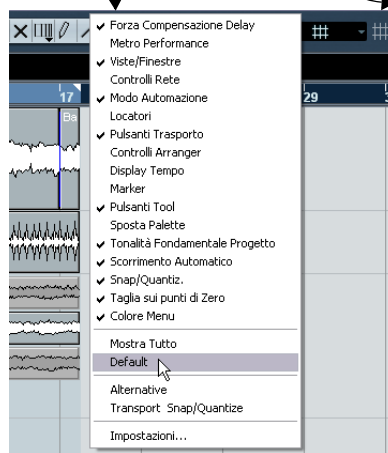 Forza Compensazione Delay
Metro Performance
Viste/Finestre
Controlli Rete
17
29
Modo Automazione
Locatori
Ba
Pulsanti Trasporto
Controlli Arranger
Display Tempo
Marker
Pulsanti Tool
Sposta Palette
Tonalità Fondamentale Progetto
Scorrimento Automatico
Snap/Quantiz.
Taglia sui punti di Zero
Colore Menu
Mostra Tutto
Default
Alternative
Transport Snap/Quantize
Impostazioni...